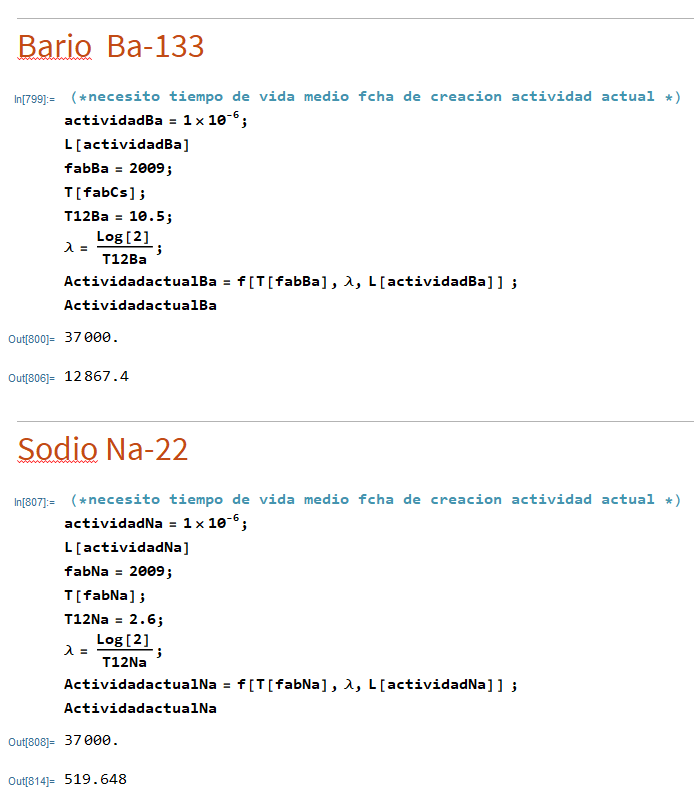 Bario Ba-133
In[799]:= (*necesito tiempo de vida medio fcha de creacion actividad actual *)
actividadBa = 1 × 10^-6;
L[actividadBa]
fabBa = 2009;
T[fabCs];
T12Ba = 10.5;
λ = Log[2]/T12Ba;
ActividadactualBa = f[T[fabBa], λ, L[actividadBa]] ;
ActividadactualBa
Out[800]= 37000.
Out[806]= 12867.4
Sodio Na-22
In[807]:= (*necesito tiempo de vida medio fcha de creacion actividad actual *)
actividadNa = 1 × 10^-6;
L[actividadNa]
fabNa = 2009;
T[fabNa];
T12Na = 2.6;
λ = Log[2]/T12Na;
ActividadactualNa = f[T[fabNa], λ, L[actividadNa]] ;
ActividadactualNa
Out[808]= 37000.
Out[814]= 519.648